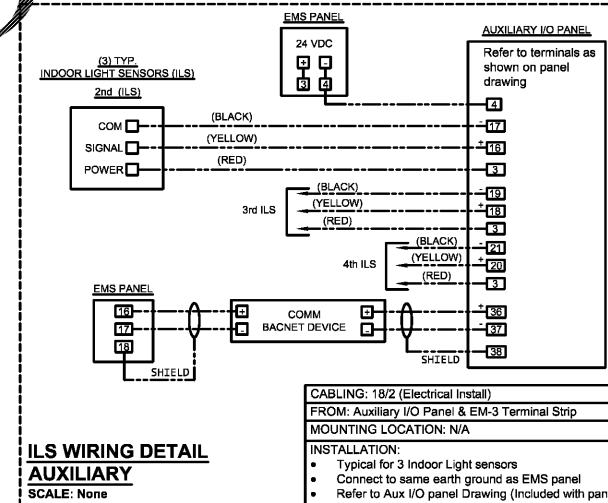 EMS PANEL
24 VDC
+ -
3 4
AUXILIARY I/O PANEL
Refer to terminals as
shown on panel
drawing
(3) TYP.
INDOOR LIGHT SENSORS (ILS)
2nd (ILS)
4
COM (BLACK) - 17
SIGNAL (YELLOW) + 16
POWER (RED) 3
3rd ILS
(BLACK) - 19
(YELLOW) + 18
(RED) 3
4th ILS
(BLACK) - 21
(YELLOW) + 20
(RED) 3
EMS PANEL
16 + COMM + + 36
17 - BACNET DEVICE - - 37
18 SHIELD
SHIELD 38
CABLING: 18/2 (Electrical Install)
FROM: Auxiliary I/O Panel & EM-3 Terminal Strip
MOUNTING LOCATION: N/A
INSTALLATION:
• Typical for 3 Indoor Light sensors
• Connect to same earth ground as EMS panel
• Refer to Aux I/O panel Drawing (Included with pan
ILS WIRING DETAIL
AUXILIARY
SCALE: None